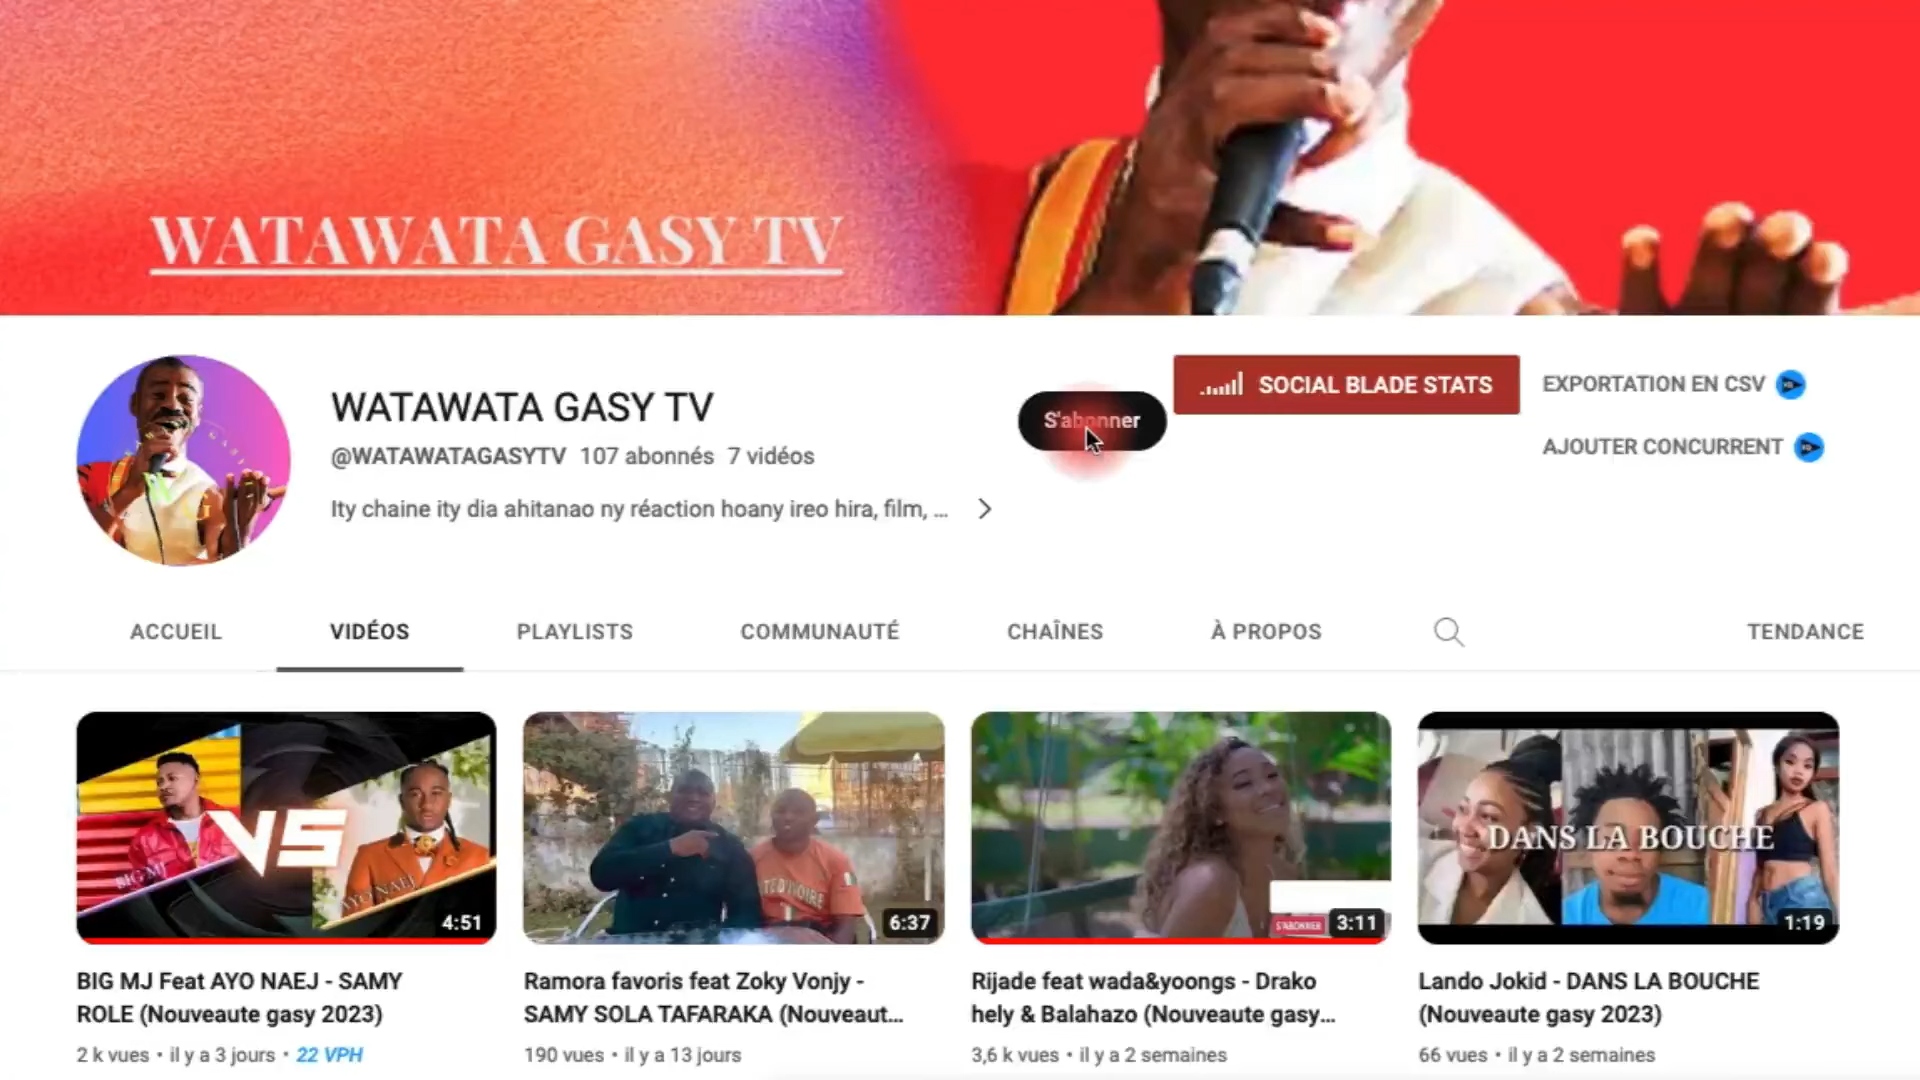 WATAWATA GASY TV
WATAWATA GASY TV
@WATAWATAGASYTV 107 abonnés 7 vidéos
Ity chaine ity dia ahitanao ny réaction hoany ireo hira, film, ...
S'abonner
SOCIAL BLADE STATS
EXPORTATION EN CSV
AJOUTER CONCURRENT
ACCUEIL VIDÉOS PLAYLISTS COMMUNAUTÉ CHAÎNES À PROPOS TENDANCE
VS
BIG MJ
AYO NAEJ
4:51
6:37
S'ABONNER
3:11
DANS LA BOUCHE
1:19
BIG MJ Feat AYO NAEJ - SAMY
ROLE (Nouveaute gasy 2023)
2 k vues • il y a 3 jours • 22 VPH
Ramora favoris feat Zoky Vonjy -
SAMY SOLA TAFARAKA (Nouveaut...
190 vues • il y a 13 jours
Rijade feat wada&yoongs - Drako
hely & Balahazo (Nouveaute gasy...
3,6 k vues • il y a 2 semaines
Lando Jokid - DANS LA BOUCHE
(Nouveaute gasy 2023)
66 vues • il y a 2 semaines